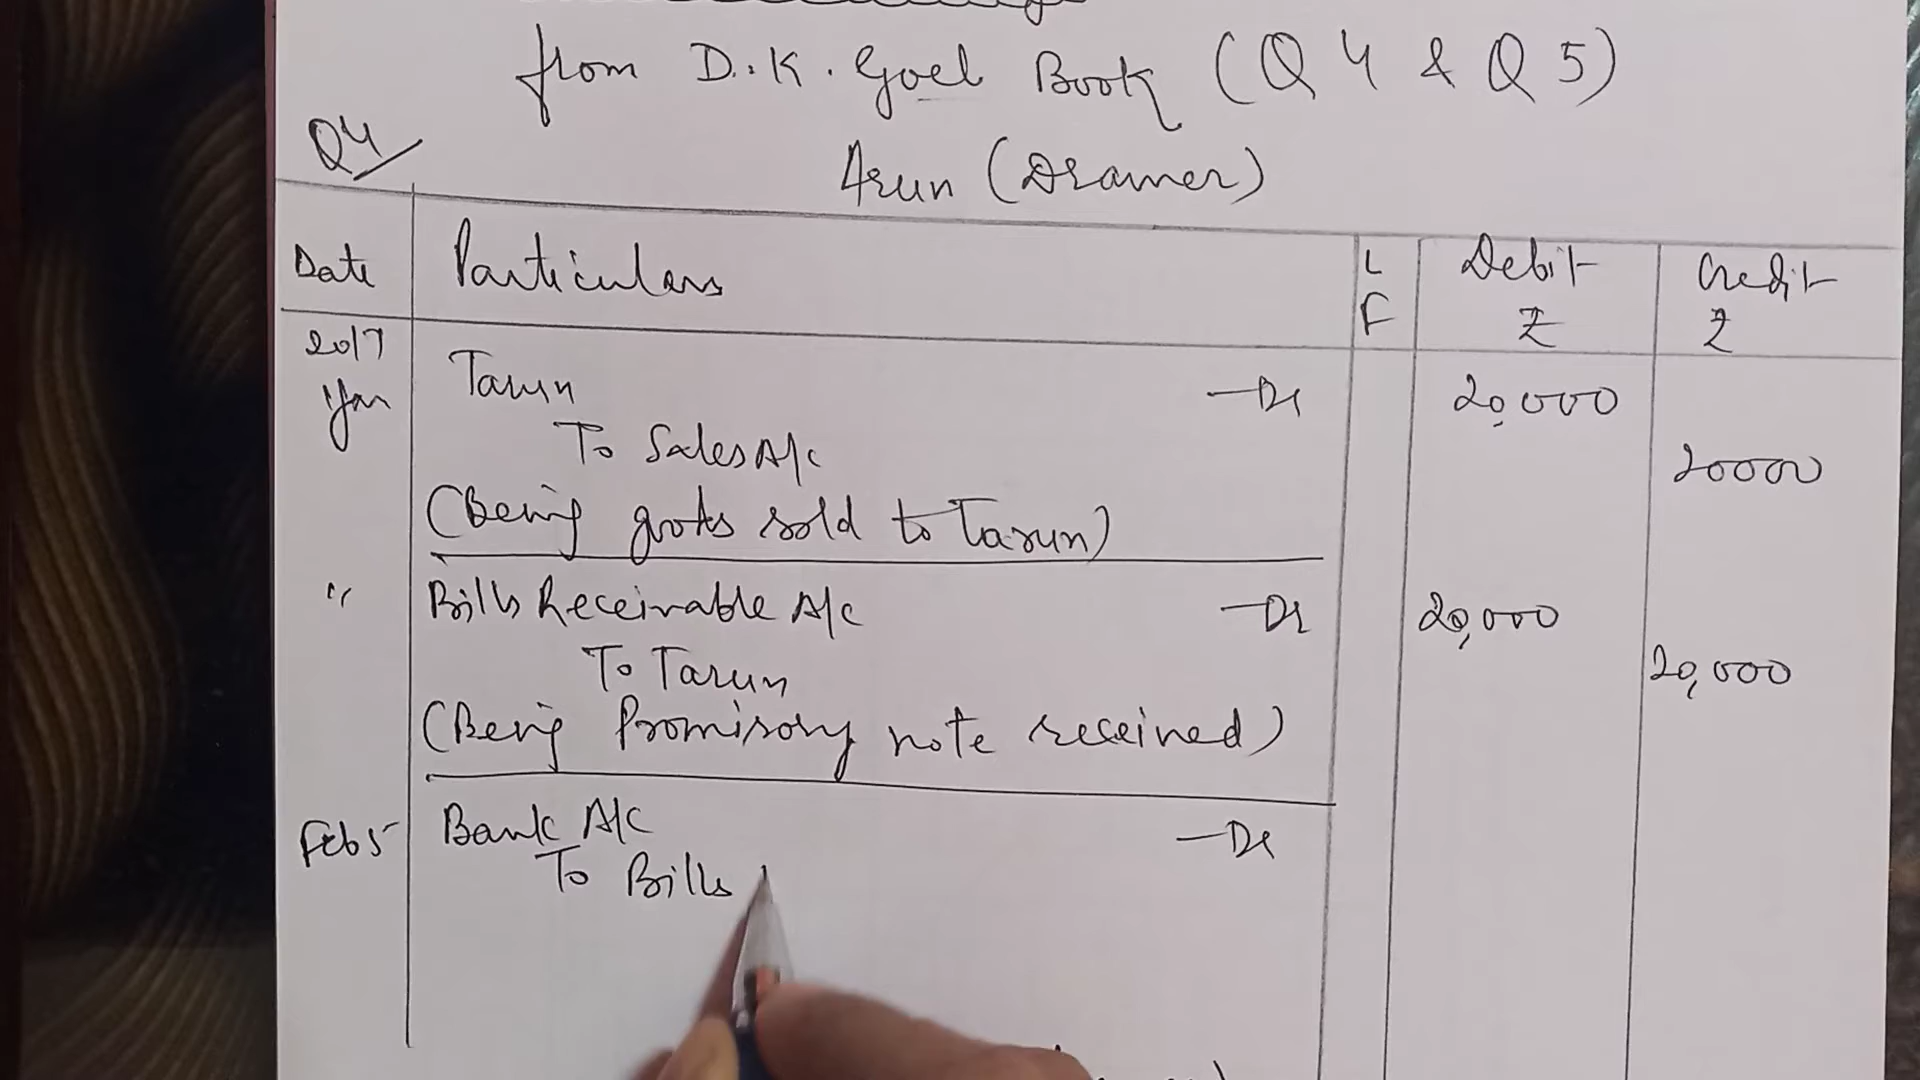 from D.K. Goel Book (Q 4 & Q 5)
Q4/
Arun (Drawer)
Date Particulars L F Debit ₹ Credit ₹
2017
Jan Tarun —Dr 20,000
To Sales A/c 20000
(Being goods sold to Tarun)
" Bills Receivable A/c —Dr 20,000
To Tarun 20,000
(Being Promisory note received)
Feb 5 Bank A/c —Dr
To Bills